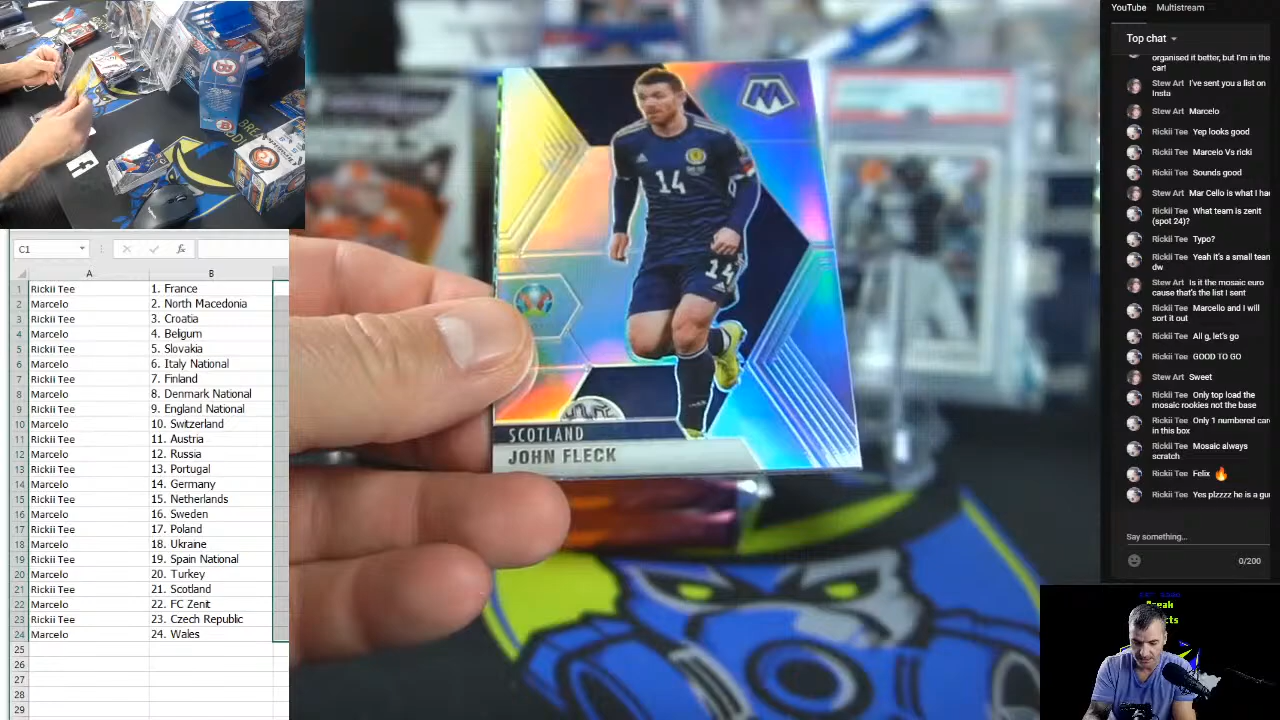 YouTube Multistream
Top chat
organised it better, but I'm in the
car!
Stew Art I've sent you a list on
Insta
Stew Art Marcelo
Rickii Tee Yep looks good
Rickii Tee Marcelo Vs ricki
Rickii Tee Sounds good
Stew Art Mar Cello is what I ha
Rickii Tee What team is zenit
(spot 24)?
Rickii Tee Typo?
Rickii Tee Yeah it's a small team
dw
Stew Art Is it the mosaic euro
cause that's the list I sent
Rickii Tee Marcelo and I will
sort it out
Rickii Tee All g, let's go
Rickii Tee GOOD TO GO
Stew Art Sweet
Rickii Tee Only top load the
mosaic rookies not the base
Rickii Tee Only 1 numbered car
in this box
Rickii Tee Mosaic always
scratch
Rickii Tee Felix
Rickii Tee Yes plzzzz he is a gu
Say something...
0/200
C1 fx
A B
1 Rickii Tee 1. France
2 Marcelo 2. North Macedonia
3 Rickii Tee 3. Croatia
4 Marcelo 4. Beligum
5 Rickii Tee 5. Slovakia
6 Marcelo 6. Italy National
7 Rickii Tee 7. Finland
8 Marcelo 8. Denmark National
9 Rickii Tee 9. England National
10 Marcelo 10. Switzerland
11 Rickii Tee 11. Austria
12 Marcelo 12. Russia
13 Rickii Tee 13. Portugal
14 Marcelo 14. Germany
15 Rickii Tee 15. Netherlands
16 Marcelo 16. Sweden
17 Rickii Tee 17. Poland
18 Marcelo 18. Ukraine
19 Rickii Tee 19. Spain National
20 Marcelo 20. Turkey
21 Rickii Tee 21. Scotland
22 Marcelo 22. FC Zenit
23 Rickii Tee 23. Czech Republic
24 Marcelo 24. Wales
25
26
27
28
29
14
14
SCOTLAND
JOHN FLECK